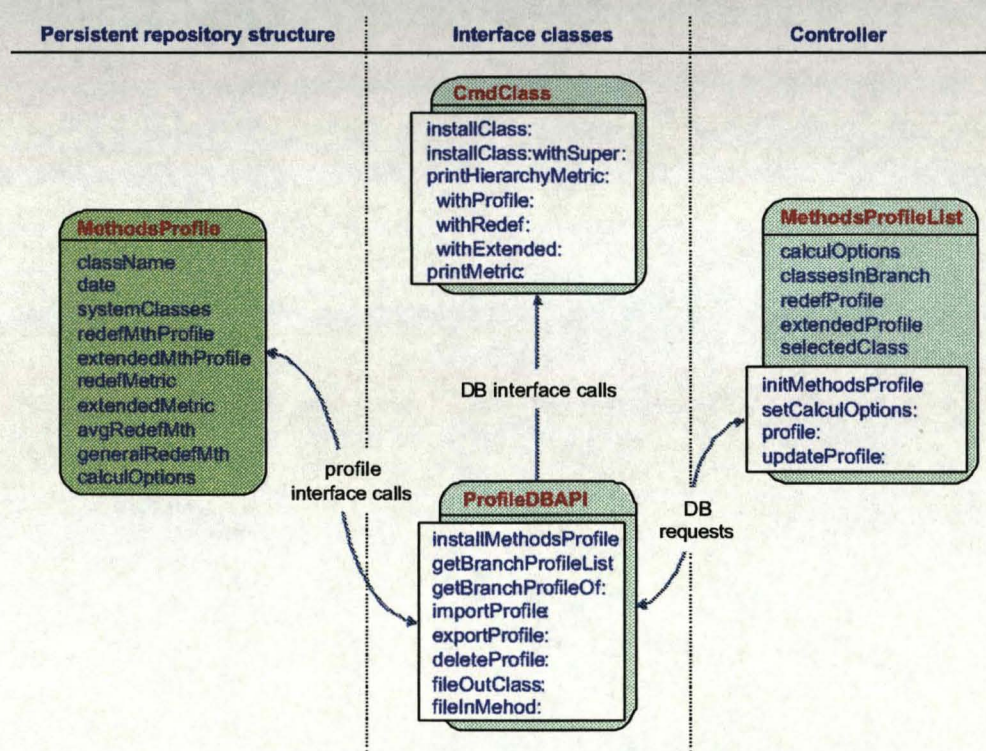 Persistent repository structure
Interface classes
Controller
MethodsProfile
className
date
systemClasses
redefMthProfile
extendedMthProfile
redefMetric
extendedMetric
avgRedefMth
generalRedefMth
calculOptions
profile
interface calls
CmdClass
installClass:
installClass:withSuper:
printHierarchyMetric:
withProfile:
withRedef:
withExtended:
printMetric:
DB interface calls
ProfileDBAPI
installMethodsProfile
getBranchProfileList
getBranchProfileOf:
importProfile:
exportProfile:
deleteProfile:
fileOutClass:
fileInMehod:
DB
requests
MethodsProfileList
calculOptions
classesInBranch
redefProfile
extendedProfile
selectedClass
initMethodsProfile
setCalculOptions:
profile:
updateProfile: